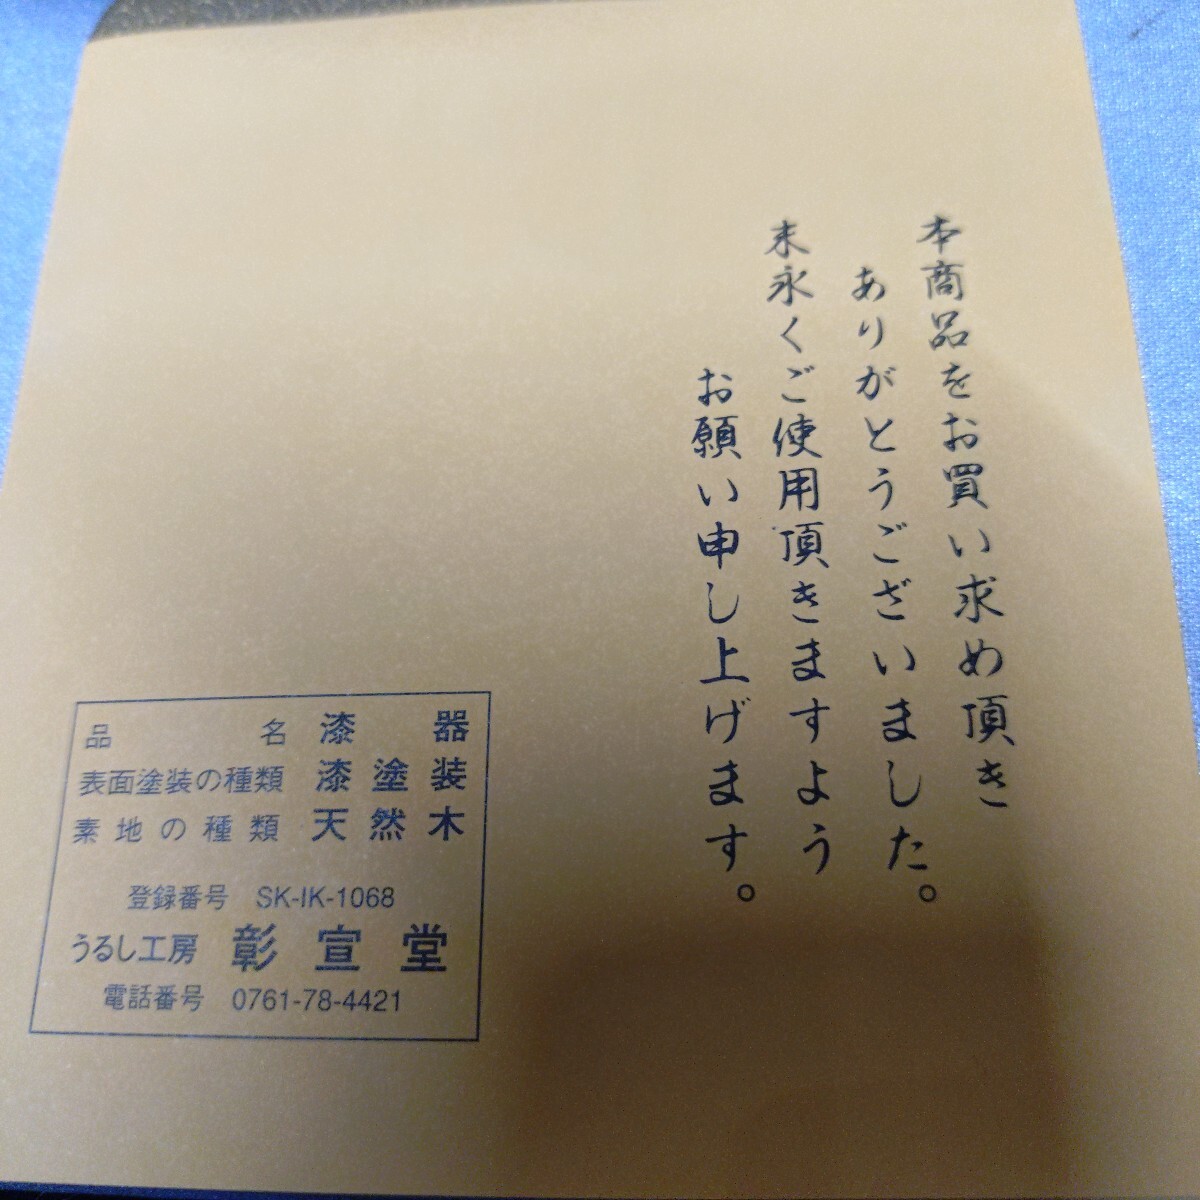 本商品をお買い求め頂き
ありがとうございました。
末永くご使用頂きますよう
お願い申し上げます。
品名 漆器
表面塗装の種類 漆塗装
素地の種類 天然木
登録番号 SK-IK-1068
うるし工房 彰宣堂
電話番号 0761-78-4421